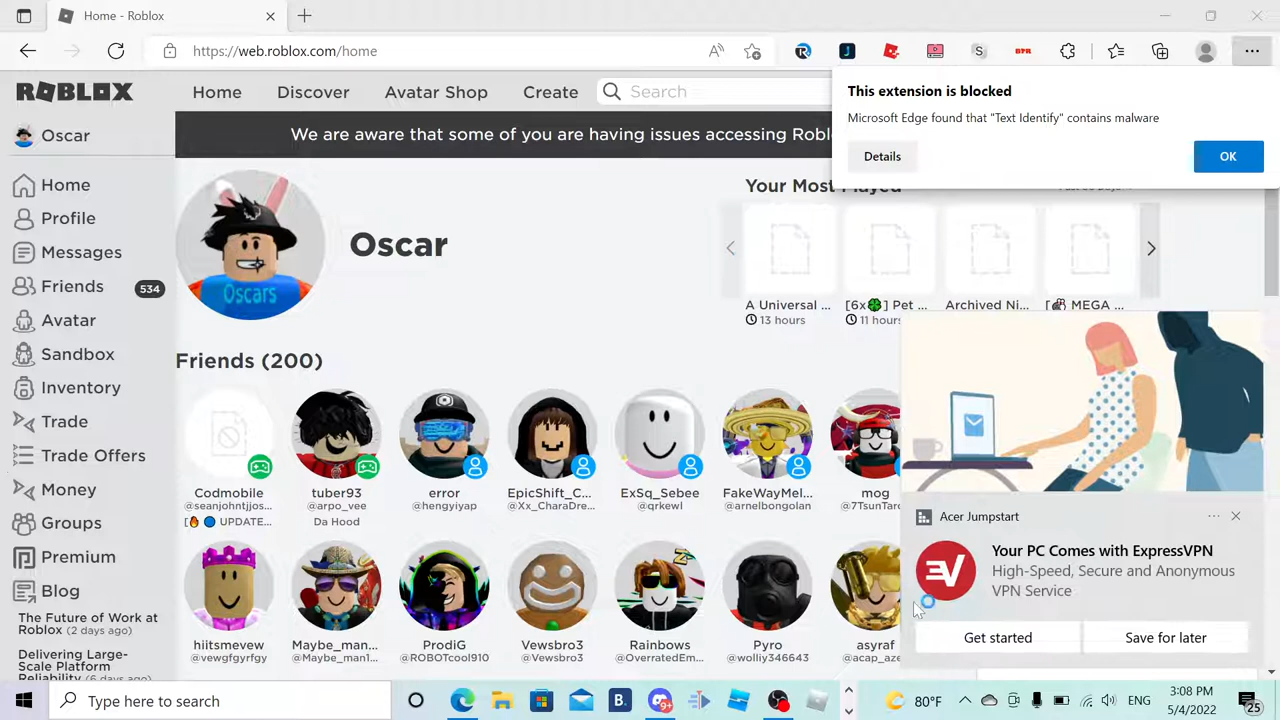 Home - Roblox
https://web.roblox.com/home
ROBLOX
Home
Discover
Avatar Shop
Create
Search
This extension is blocked
Microsoft Edge found that "Text Identify" contains malware
Details
OK
We are aware that some of you are having issues accessing Robl
Oscar
Home
Profile
Messages
Friends
534
Avatar
Sandbox
Inventory
Trade
Trade Offers
Money
Groups
Premium
Blog
The Future of Work at
Roblox (2 days ago)
Delivering Large-
Scale Platform
Reliability
Oscars
Oscar
Your Most Played
A Universal ...
13 hours
[6x🍀] Pet ...
11 hours
Archived Ni...
[🐇 MEGA
Friends (200)
Codmobile
@seanjohntjjos...
[🔥 🔵 UPDATE...
tuber93
@arpo_vee
Da Hood
error
@hengyiyap
EpicShift_C...
@Xx_CharaDre...
ExSq_Sebee
@qrkewl
FakeWayMel...
@arnelbongolan
mog
@7TsunTar
hiitsmevew
@vewgfgyrfgy
Maybe_man...
@Maybe_man1...
ProdiG
@ROBOTcool910
Vewsbro3
@Vewsbro3
Rainbows
@OverratedEm...
Pyro
@wolliy346643
asyraf
@acap_aze
Acer Jumpstart
Your PC Comes with ExpressVPN
High-Speed, Secure and Anonymous
VPN Service
Get started
Save for later
Type here to search
B.
9+
80°F
ENG
3:08 PM
5/4/2022
25